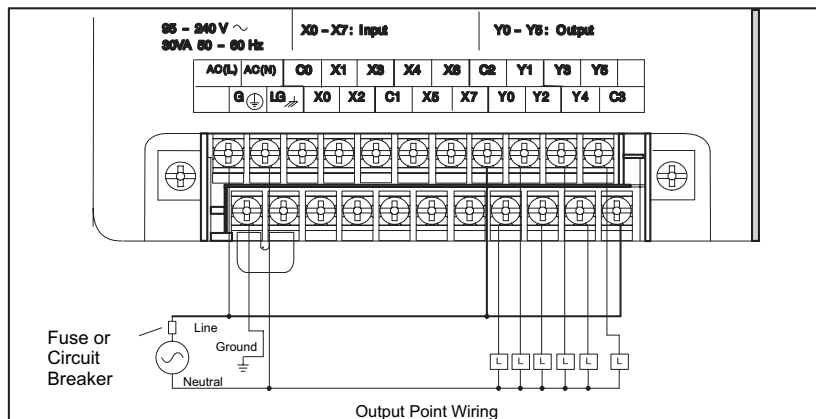 95 – 240 V ~
30VA 50 – 60 Hz
X0 – X7: Input
Y0 – Y5: Output
AC(L) AC(N) C0 X1 X3 X4 X6 C2 Y1 Y3 Y5
G LG X0 X2 C1 X5 X7 Y0 Y2 Y4 C3
Fuse or
Circuit
Breaker
Line
Ground
Neutral
L L L L L L
Output Point Wiring